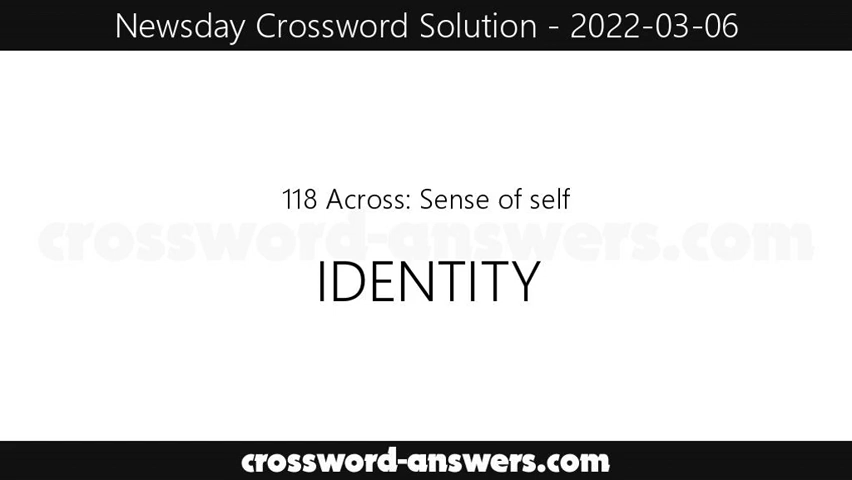 Newsday Crossword Solution - 2022-03-06
118 Across: Sense of self
crossword-answers.com
IDENTITY
crossword-answers.com